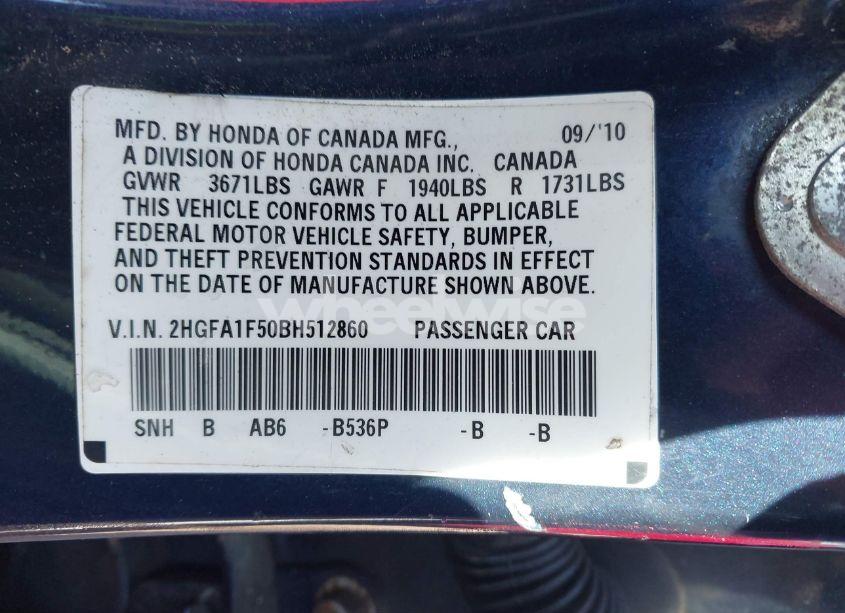 MFD. BY HONDA OF CANADA MFG., 09/'10
A DIVISION OF HONDA CANADA INC. CANADA
GVWR 3671LBS GAWR F 1940LBS R 1731LBS
THIS VEHICLE CONFORMS TO ALL APPLICABLE
FEDERAL MOTOR VEHICLE SAFETY, BUMPER,
AND THEFT PREVENTION STANDARDS IN EFFECT
ON THE DATE OF MANUFACTURE SHOWN ABOVE.
wheelwise
V.I.N. 2HGFA1F50BH512860 PASSENGER CAR
SNH B AB6 -B536P -B -B